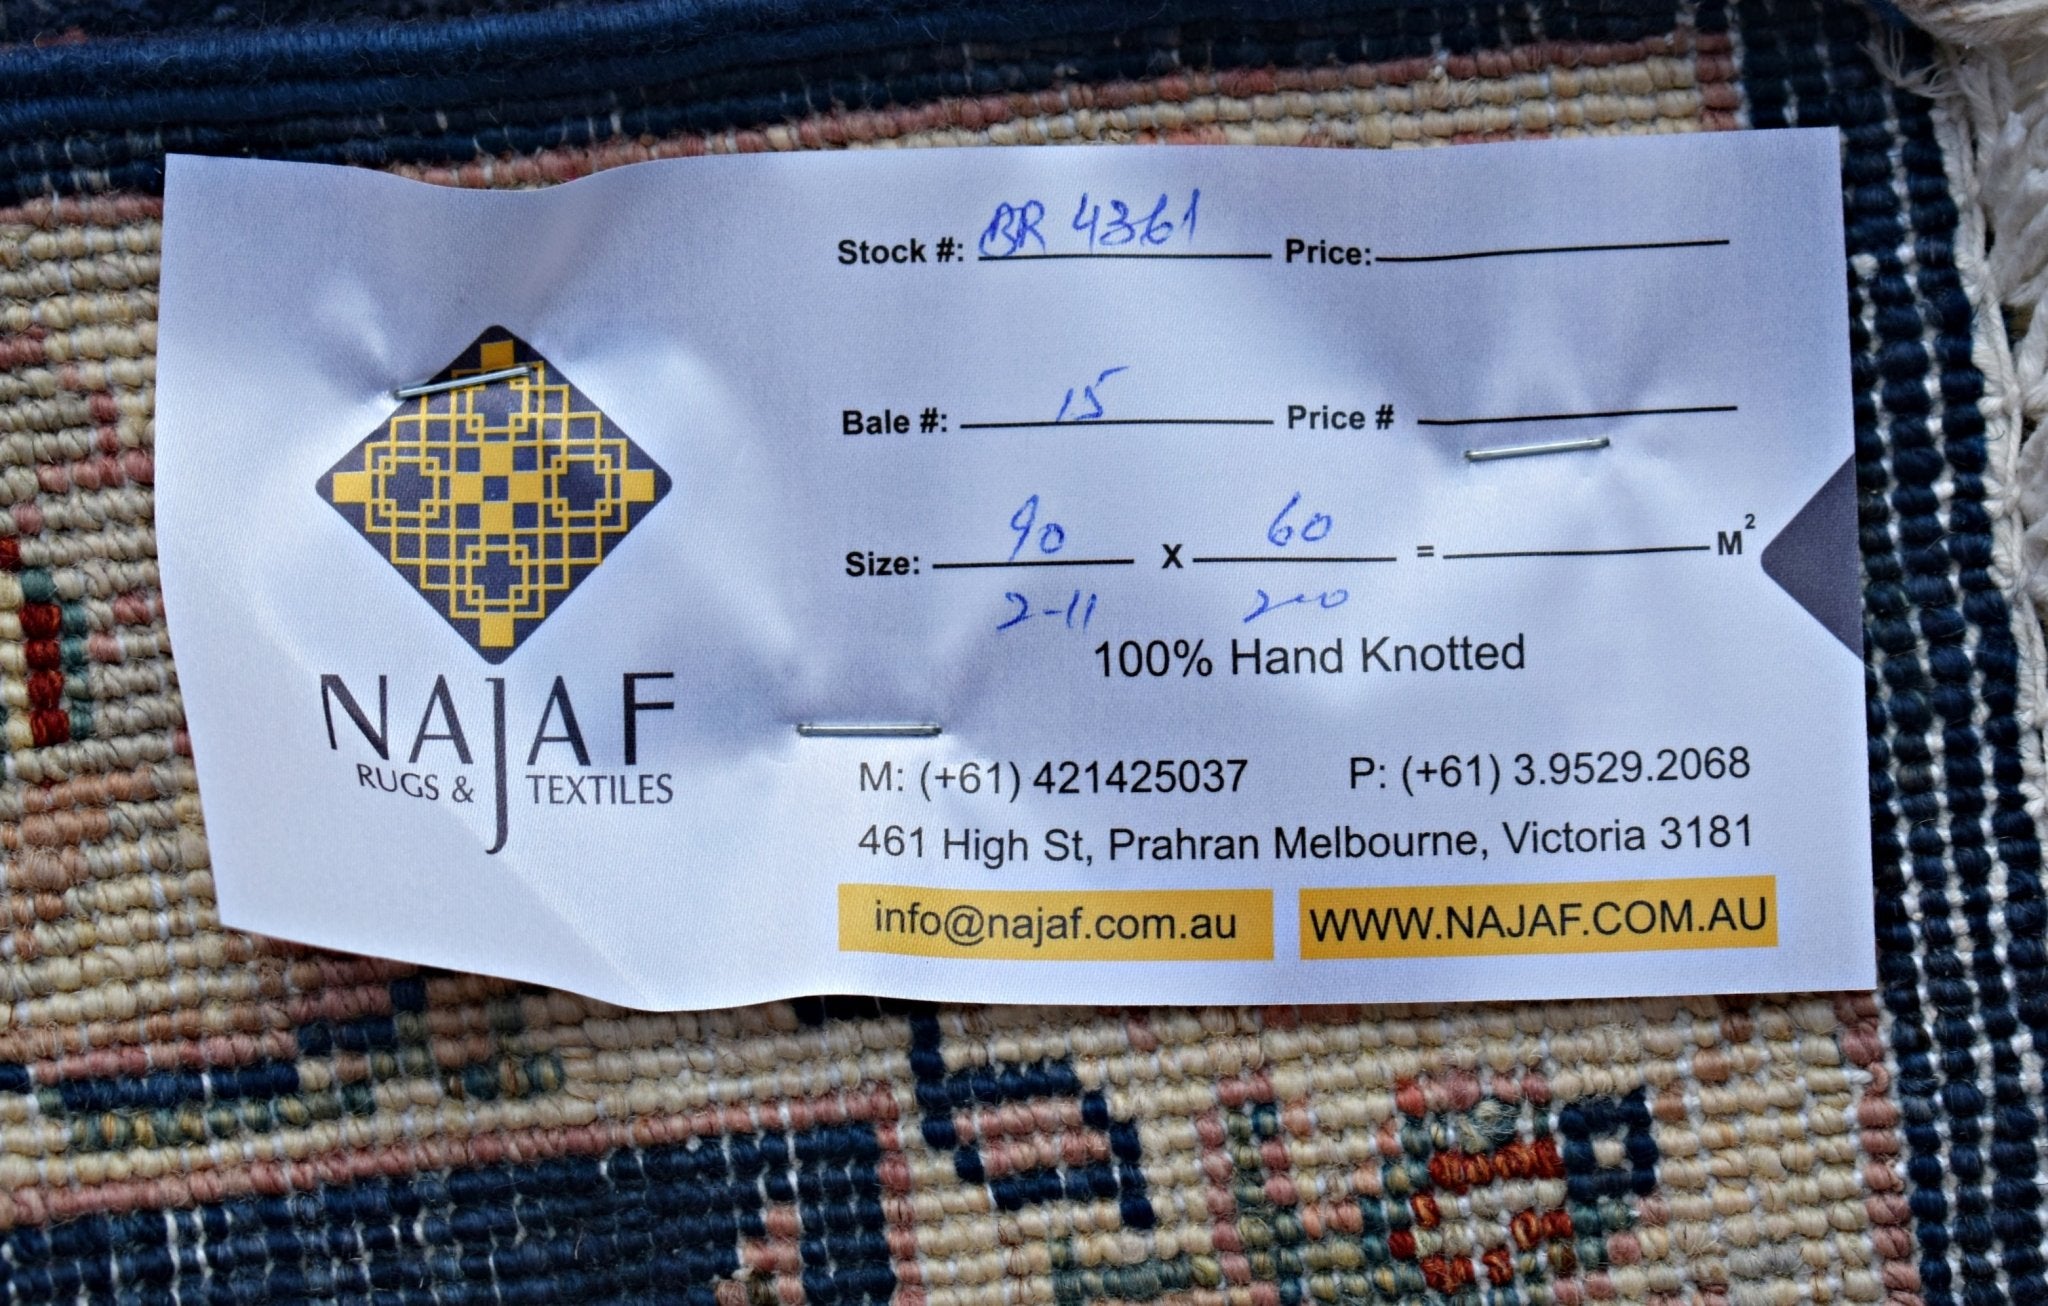 Stock #: BR 4361 Price:
Bale #: 15 Price #
Size: 90 X 60 = M²
2-11 2-0
100% Hand Knotted
NAJAF
RUGS & TEXTILES
M: (+61) 421425037 P: (+61) 3.9529.2068
461 High St, Prahran Melbourne, Victoria 3181
info@najaf.com.au WWW.NAJAF.COM.AU